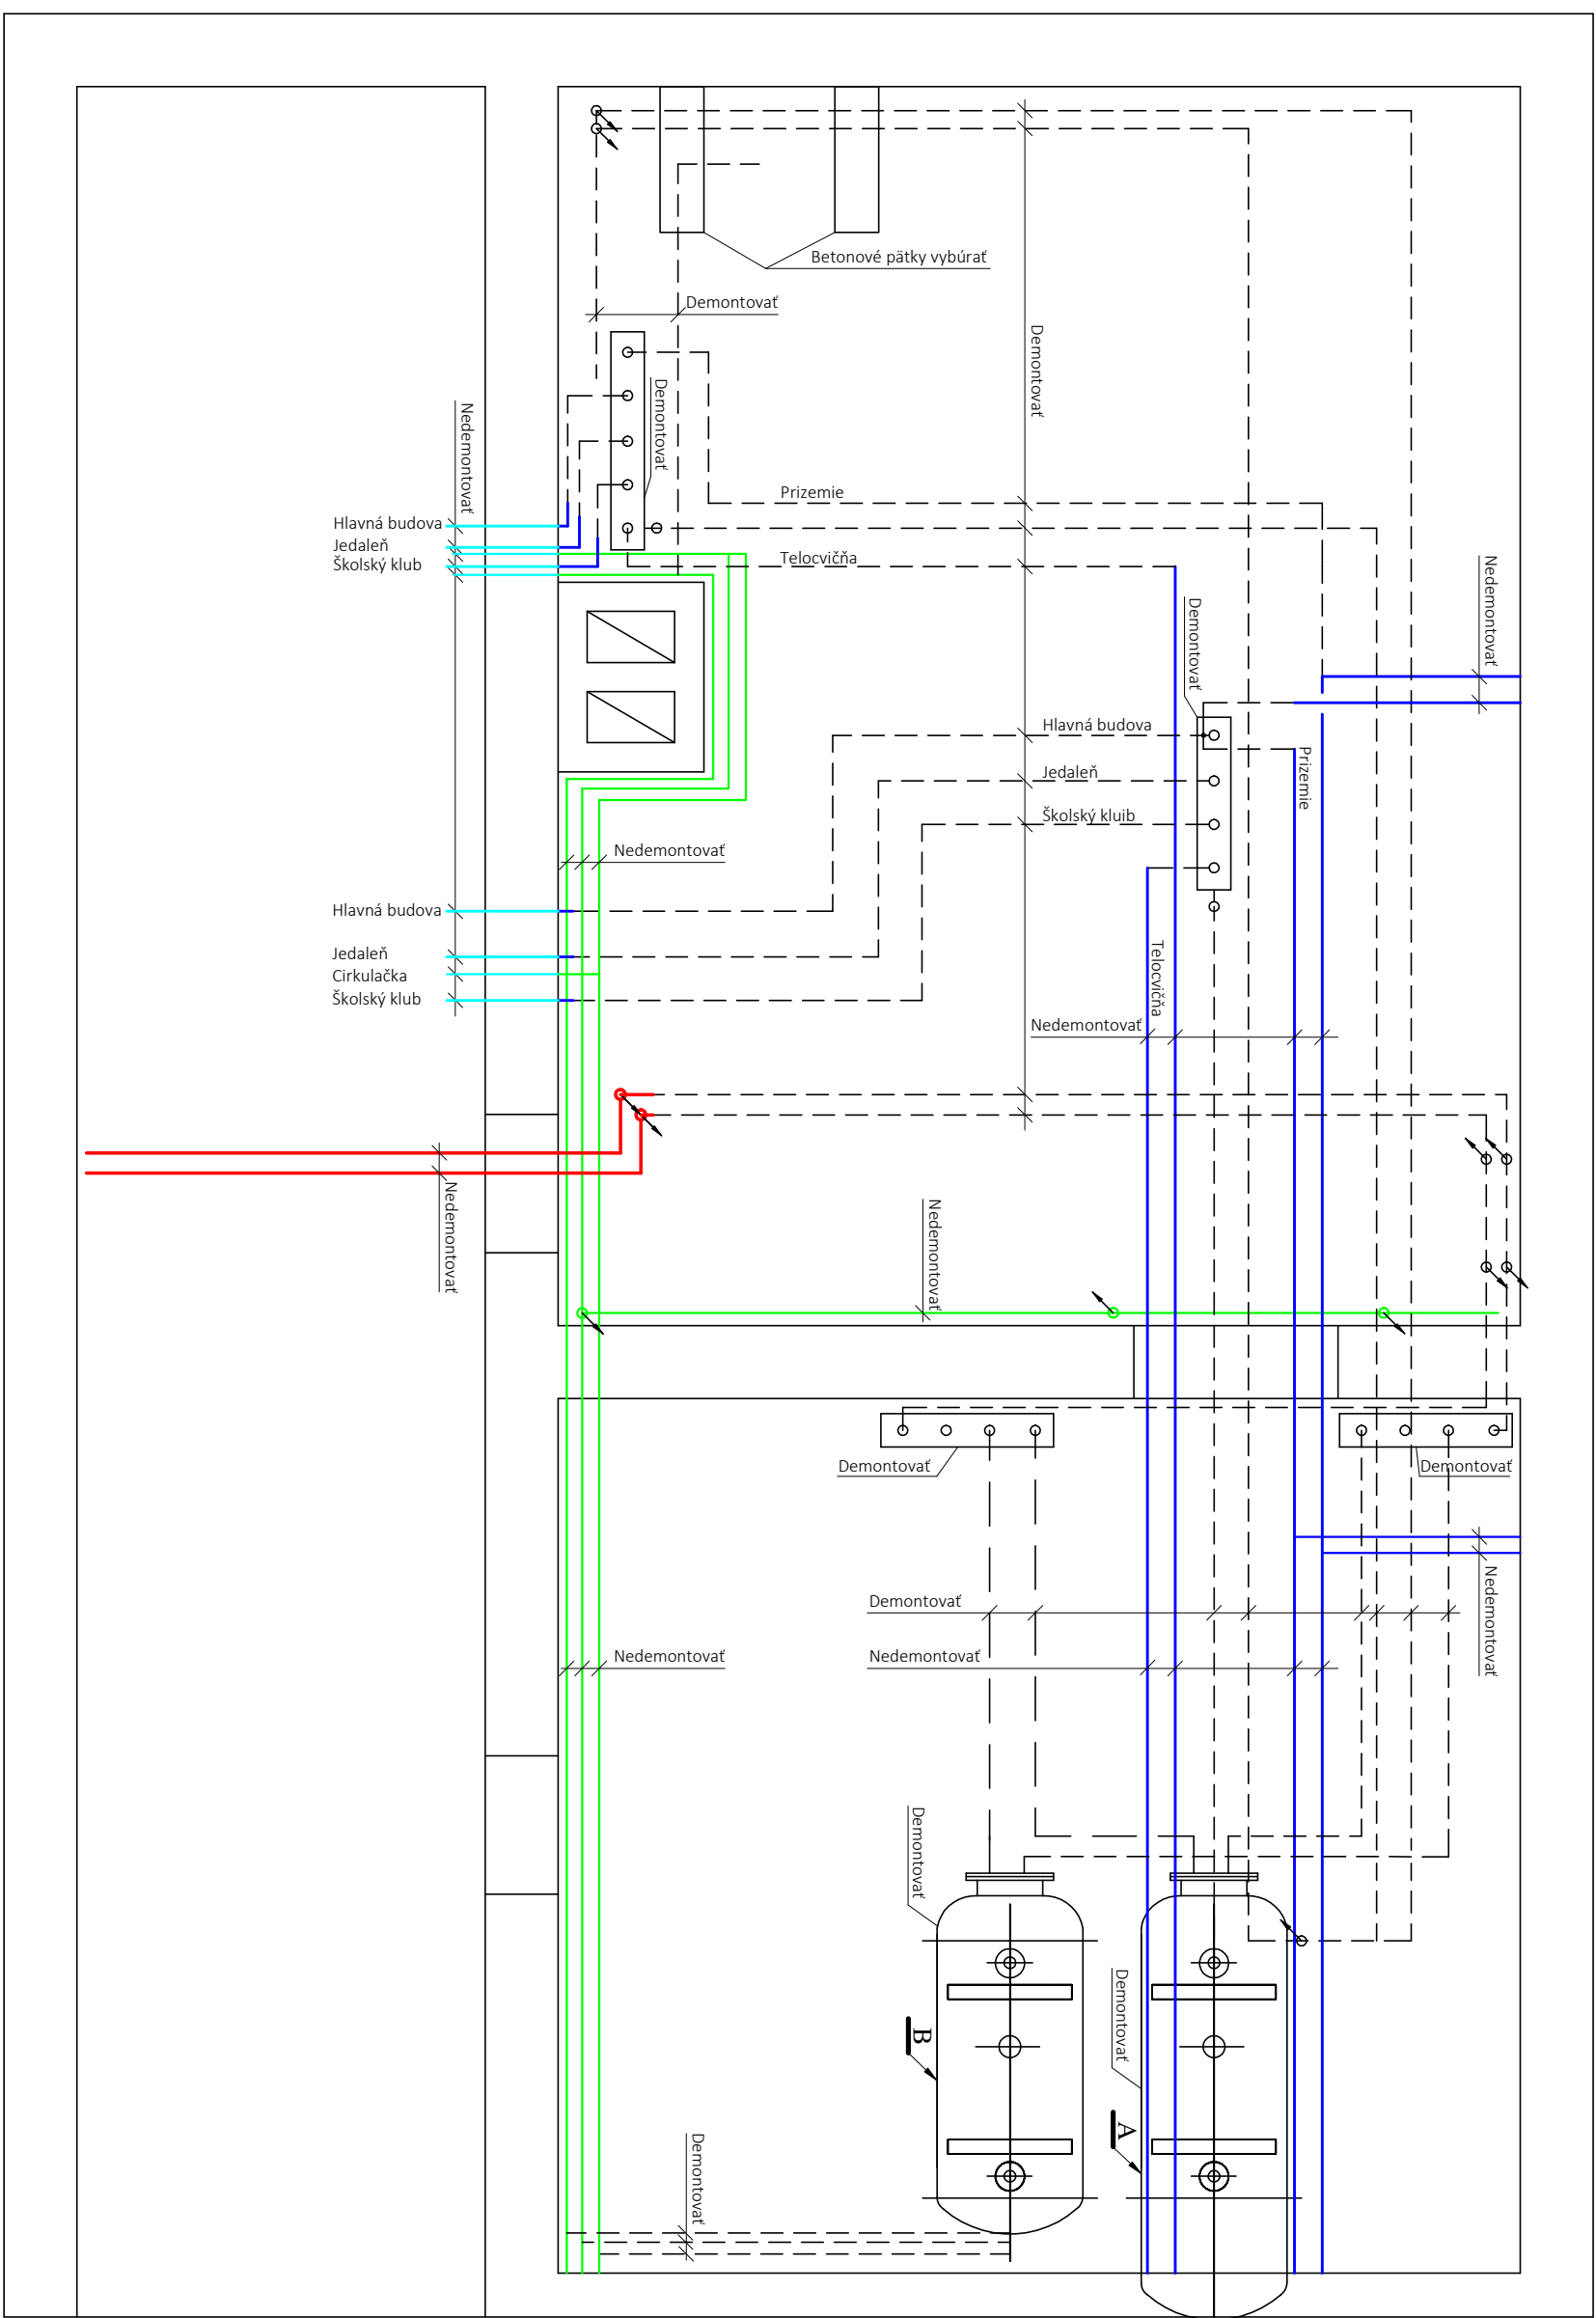 Betonové pätky vybúrať
Demontovať
Demontovať
Demontovať
Nedemontovať
Prizemie
Hlavná budova
Jedaleň
Školský klub
Telocvičňa
Nedemontovať
Demontovať
Hlavná budova
Prizemie
Jedaleň
Školský kluib
Nedemontovať
Hlavná budova
Jedaleň
Cirkulačka
Školský klub
Telocvičňa
Nedemontovať
Nedemontovať
Nedemontovať
Demontovať
Demontovať
Nedemontovať
Demontovať
Nedemontovať
Nedemontovať
Demontovať
Demontovať
B
A
Demontovať